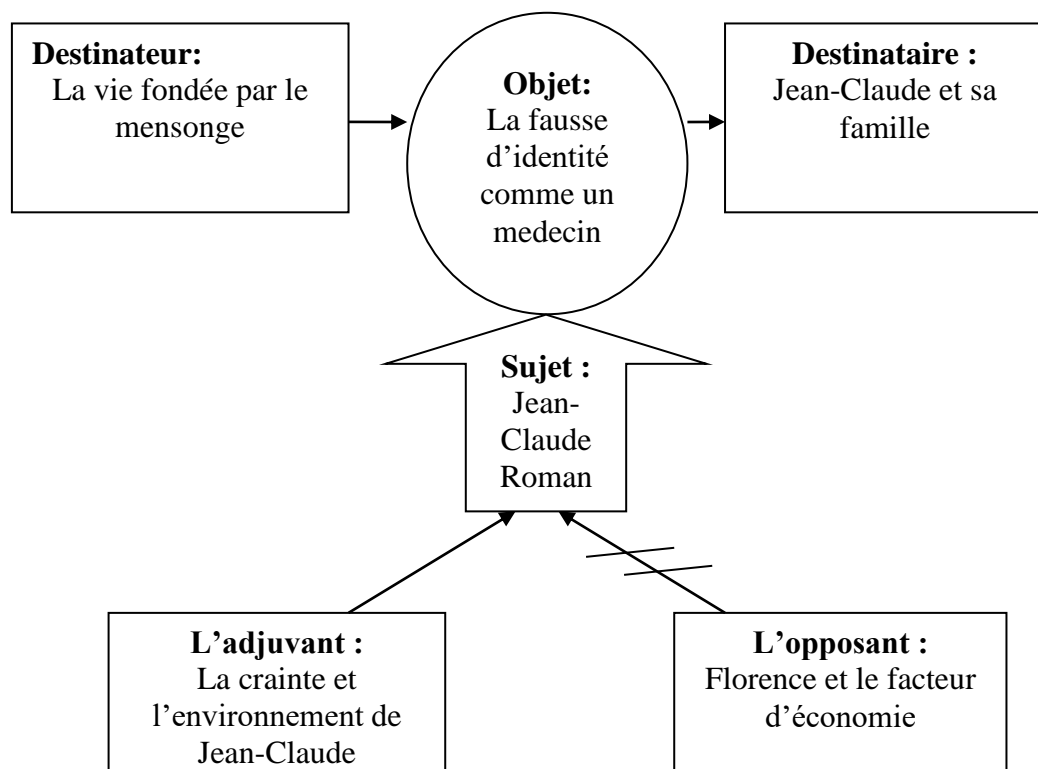 Destinateur:
La vie fondée par le
mensonge
Objet:
La fausse
d’identité
comme un
medecin
Destinataire :
Jean-Claude et sa
famille
Sujet :
Jean-
Claude
Roman
L’adjuvant :
La crainte et
l’environnement de
Jean-Claude
L’opposant :
Florence et le facteur
d’économie